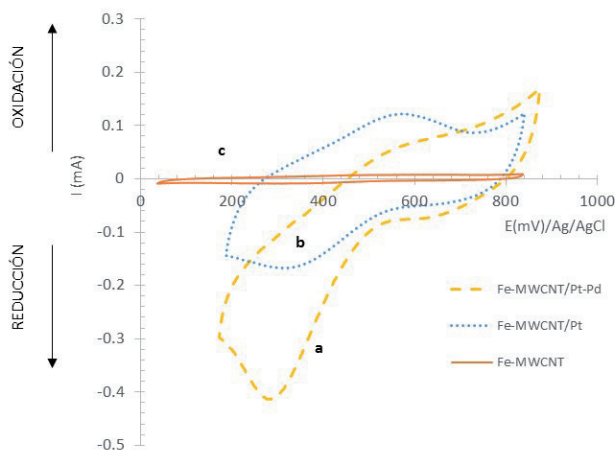 OXIDACIÓN
REDUCCIÓN
I (mA)
0.3
0.2
0.1
0
-0.1
-0.2
-0.3
-0.4
-0.5
0
200
400
600
800
1000
E(mV)/Ag/AgCl
c
b
a
Fe-MWCNT/Pt-Pd
Fe-MWCNT/Pt
Fe-MWCNT